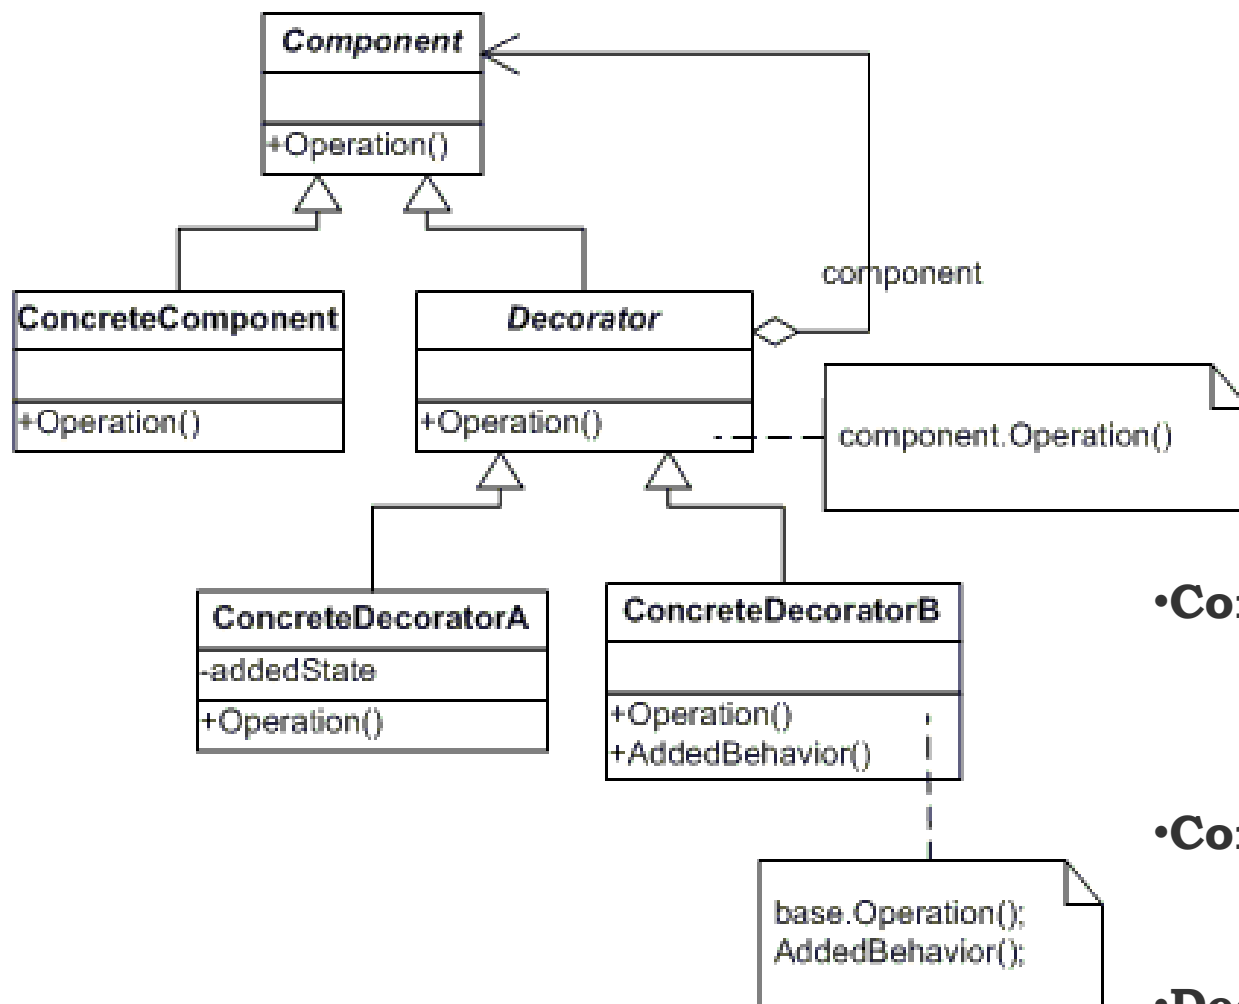 Component
+Operation()
component
ConcreteComponent
+Operation()
Decorator
+Operation()
component.Operation()
ConcreteDecoratorA
-addedState
+Operation()
ConcreteDecoratorB
+Operation()
+AddedBehavior()
base.Operation();
AddedBehavior();